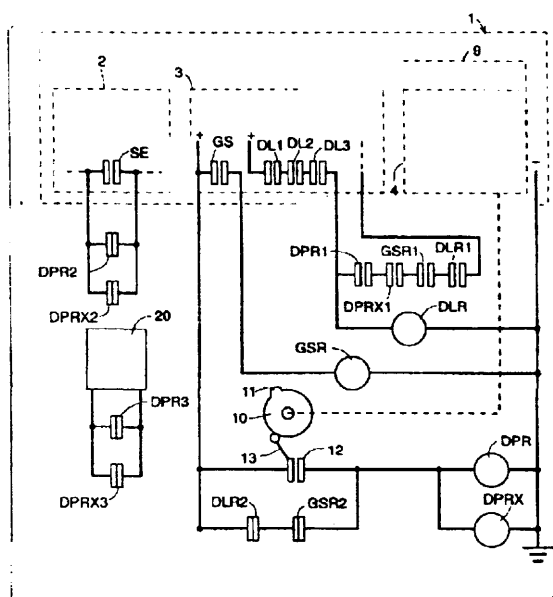 1
2
3
9
SE
+
GS
+
DL1
DL2
DL3
4
-
DPR2
DPRX2
DPR1
DPRX1
GSR1
DLR1
DLR
20
GSR
11
10
12
13
DPR3
DPRX3
DLR2
GSR2
DPR
DPRX